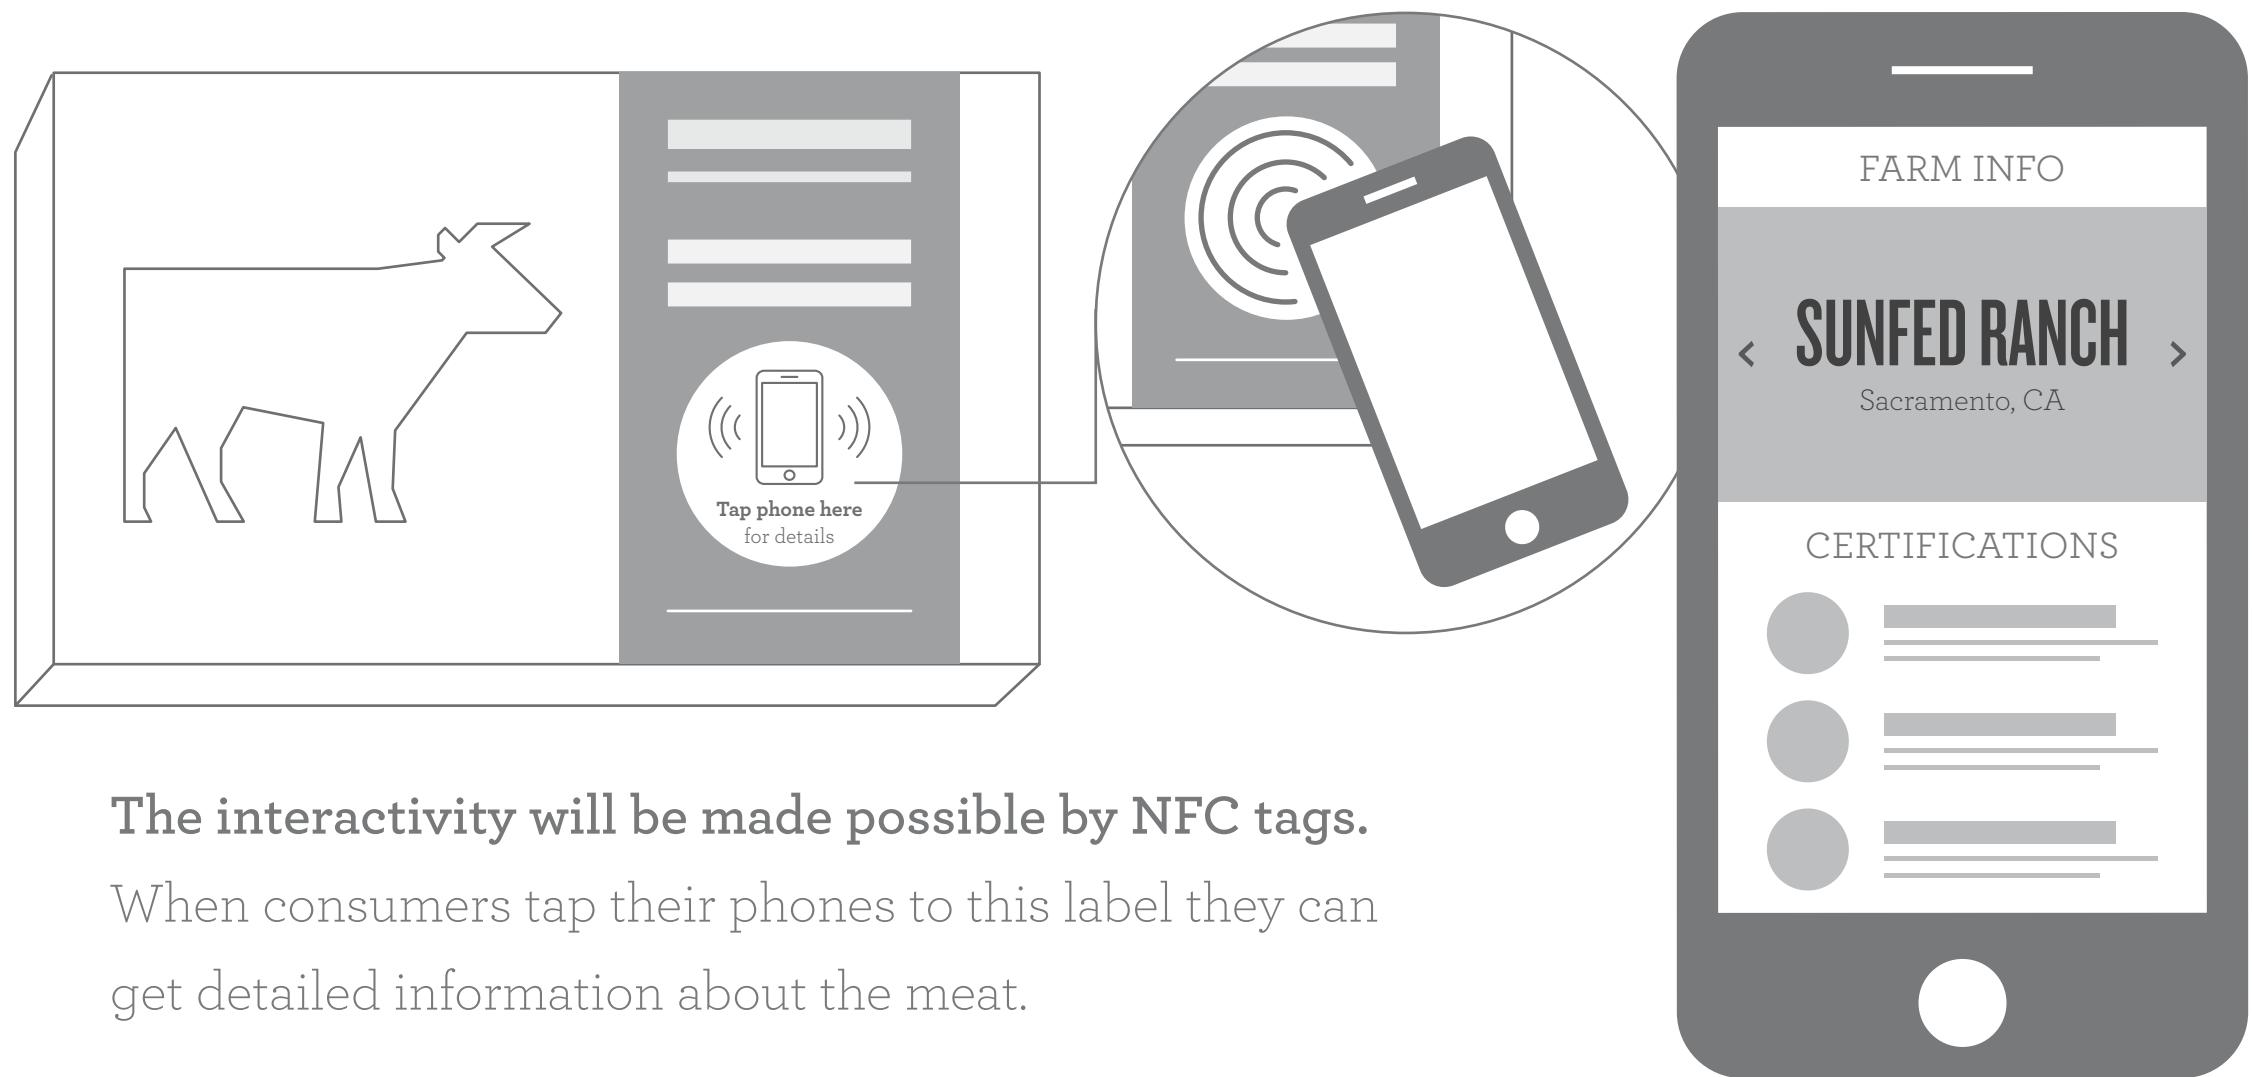 Tap phone here
for details
FARM INFO
SUNFED RANCH
Sacramento, CA
CERTIFICATIONS
The interactivity will be made possible by NFC tags.
When consumers tap their phones to this label they can
get detailed information about the meat.